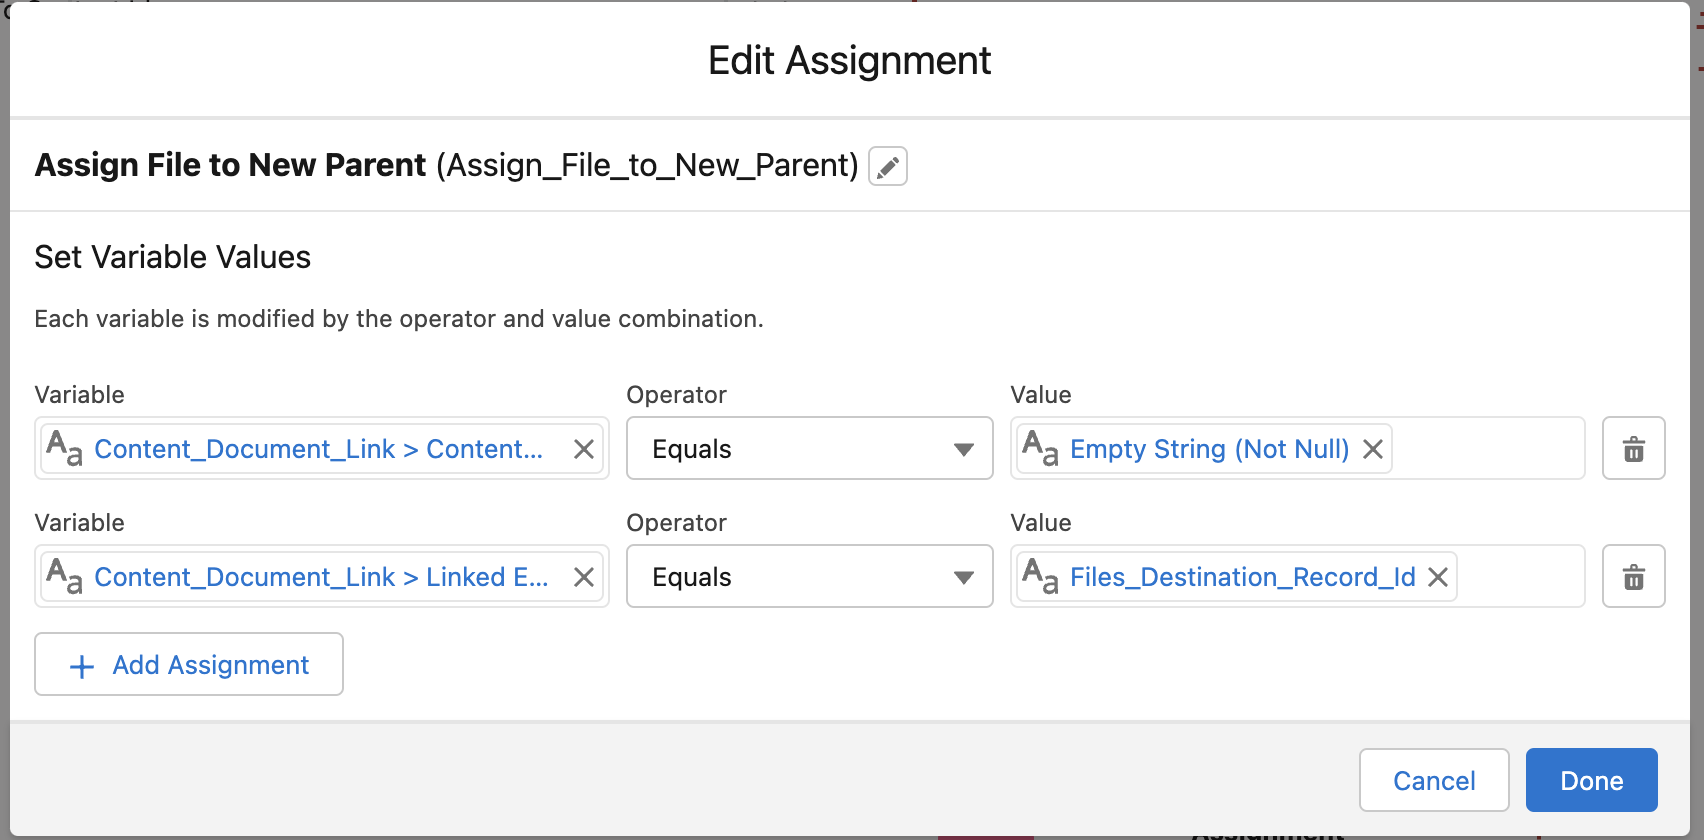 Edit Assignment
Assign File to New Parent (Assign_File_to_New_Parent)
Set Variable Values
Each variable is modified by the operator and value combination.
Variable Operator Value
Aa Content_Document_Link > Content... Equals Aa Empty String (Not Null)
Variable Operator Value
Aa Content_Document_Link > Linked E... Equals Aa Files_Destination_Record_Id
+ Add Assignment
Cancel Done
Assignment